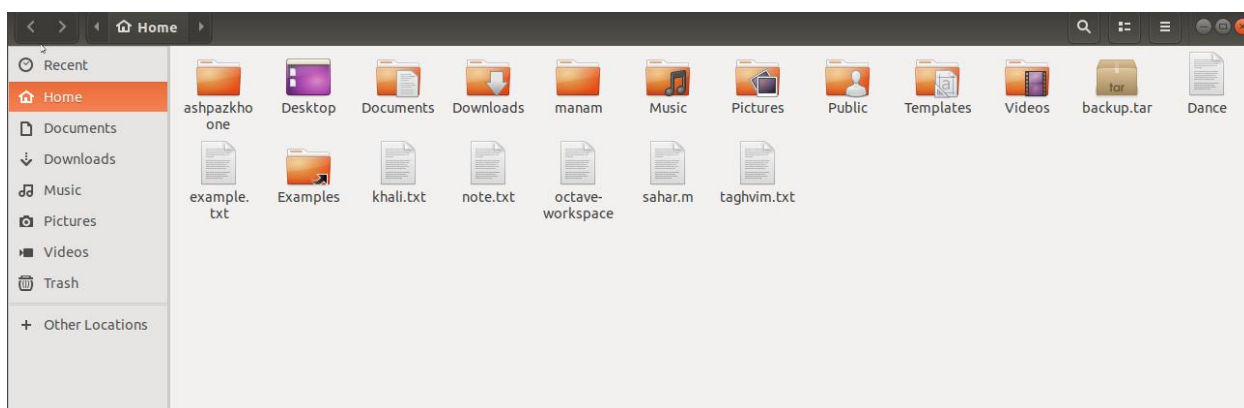 Home
Recent
Home
Documents
Downloads
Music
Pictures
Videos
Trash
+ Other Locations
ashpazkho
one
Desktop
Documents
Downloads
manam
Music
Pictures
Public
Templates
Videos
tar
backup.tar
Dance
example.
txt
Examples
khali.txt
note.txt
octave-
workspace
sahar.m
taghvim.txt